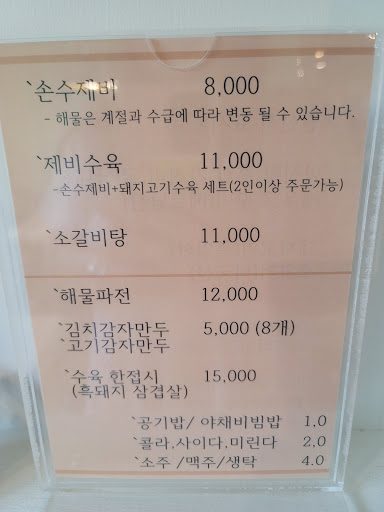 `손수제비 8,000
- 해물은 계절과 수급에 따라 변동 될 수 있습니다.
`제비수육 11,000
-손수제비+돼지고기수육 세트(2인이상 주문가능)
`소갈비탕 11,000
`해물파전 12,000
`김치감자만두 5,000 (8개)
`고기감자만두
`수육 한접시 15,000
(흑돼지 삼겹살)
`공기밥/ 야채비빔밥 1.0
`콜라.사이다.미린다 2.0
`소주 /맥주/생탁 4.0